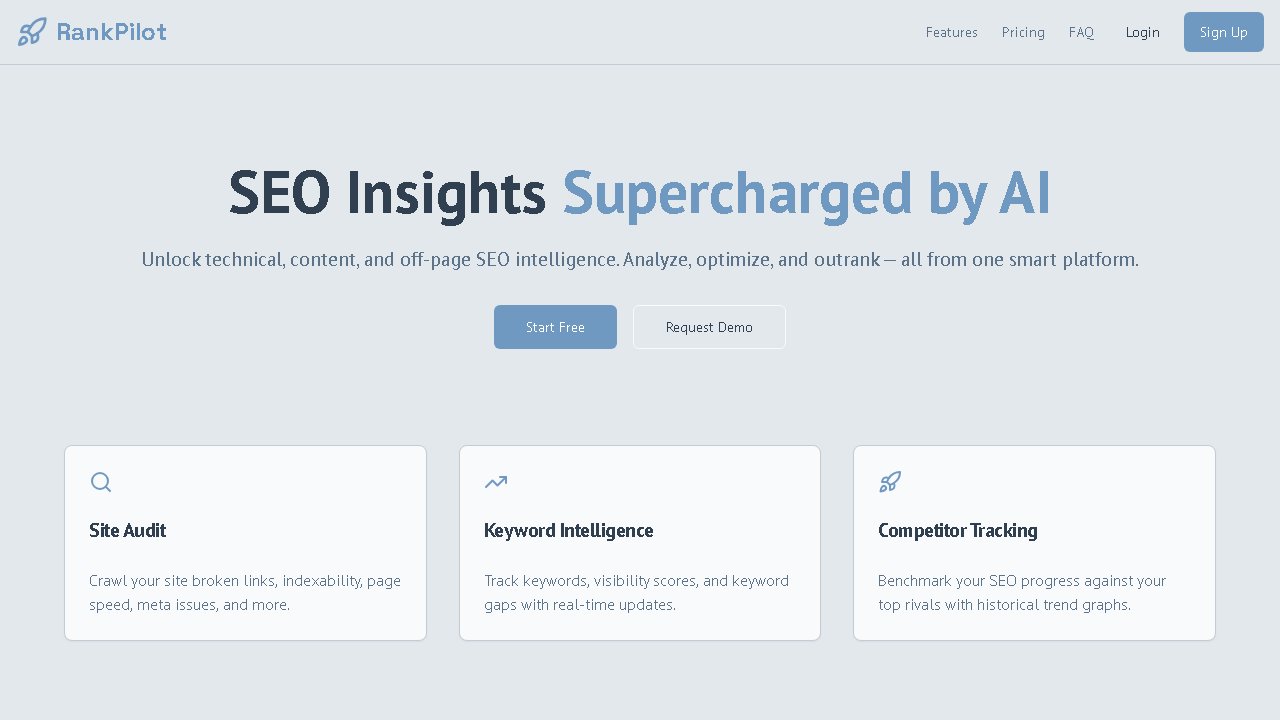 RankPilot
Features
Pricing
FAQ
Login
Sign Up
SEO Insights Supercharged by AI
Unlock technical, content, and off-page SEO intelligence. Analyze, optimize, and outrank — all from one smart platform.
Start Free
Request Demo
Site Audit
Crawl your site broken links, indexability, page
speed, meta issues, and more.
Keyword Intelligence
Track keywords, visibility scores, and keyword
gaps with real-time updates.
Competitor Tracking
Benchmark your SEO progress against your
top rivals with historical trend graphs.